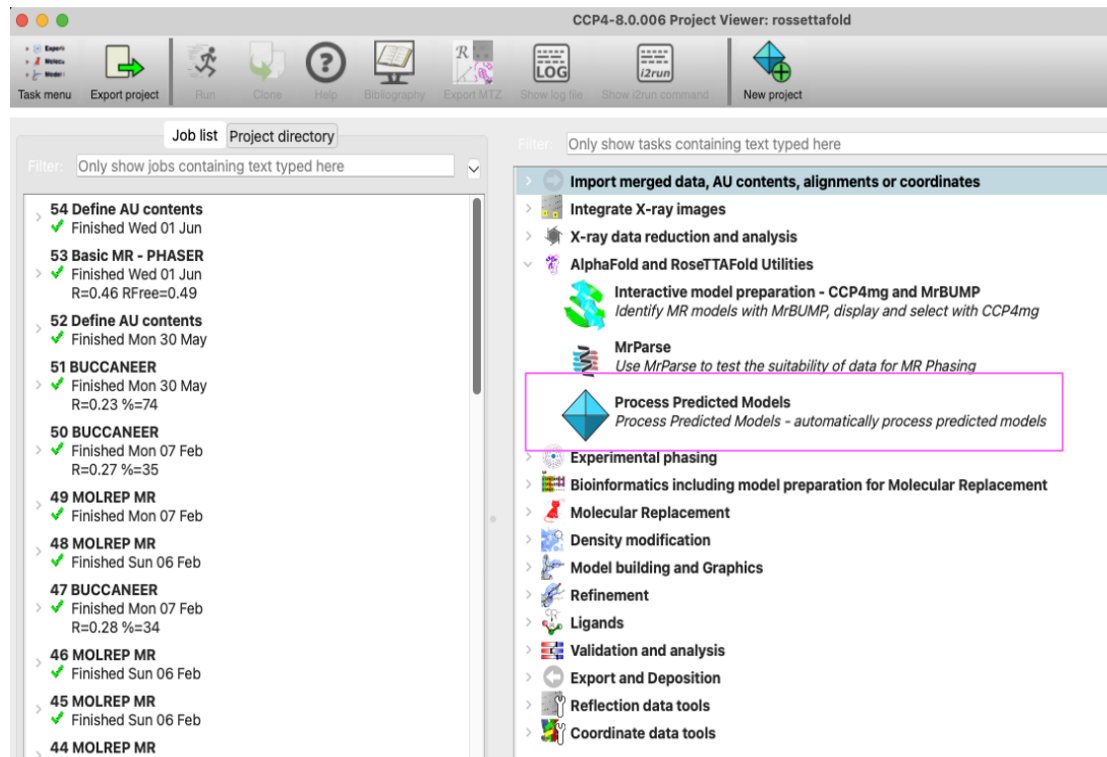 CCP4-8.0.006 Project Viewer: rossettafold
Task menu
Export project
Run
Clone
Help
Bibliography
Export MTZ
LOG
Show log file
i2run
Show i2run command
New project
Job list
Project directory
Filter:
Only show jobs containing text typed here
54 Define AU contents
Finished Wed 01 Jun
53 Basic MR - PHASER
Finished Wed 01 Jun
R=0.46 RFree=0.49
52 Define AU contents
Finished Mon 30 May
51 BUCCANEER
Finished Mon 30 May
R=0.23 %=74
50 BUCCANEER
Finished Mon 07 Feb
R=0.27 %=35
49 MOLREP MR
Finished Mon 07 Feb
48 MOLREP MR
Finished Sun 06 Feb
47 BUCCANEER
Finished Mon 07 Feb
R=0.28 %=34
46 MOLREP MR
Finished Sun 06 Feb
45 MOLREP MR
Finished Sun 06 Feb
44 MOLREP MR
Filter:
Only show tasks containing text typed here
Import merged data, AU contents, alignments or coordinates
Integrate X-ray images
X-ray data reduction and analysis
AlphaFold and RoseTTAFold Utilities
Interactive model preparation - CCP4mg and MrBUMP
Identify MR models with MrBUMP, display and select with CCP4mg
MrParse
Use MrParse to test the suitability of data for MR Phasing
Process Predicted Models
Process Predicted Models - automatically process predicted models
Experimental phasing
Bioinformatics including model preparation for Molecular Replacement
Molecular Replacement
Density modification
Model building and Graphics
Refinement
Ligands
Validation and analysis
Export and Deposition
Reflection data tools
Coordinate data tools